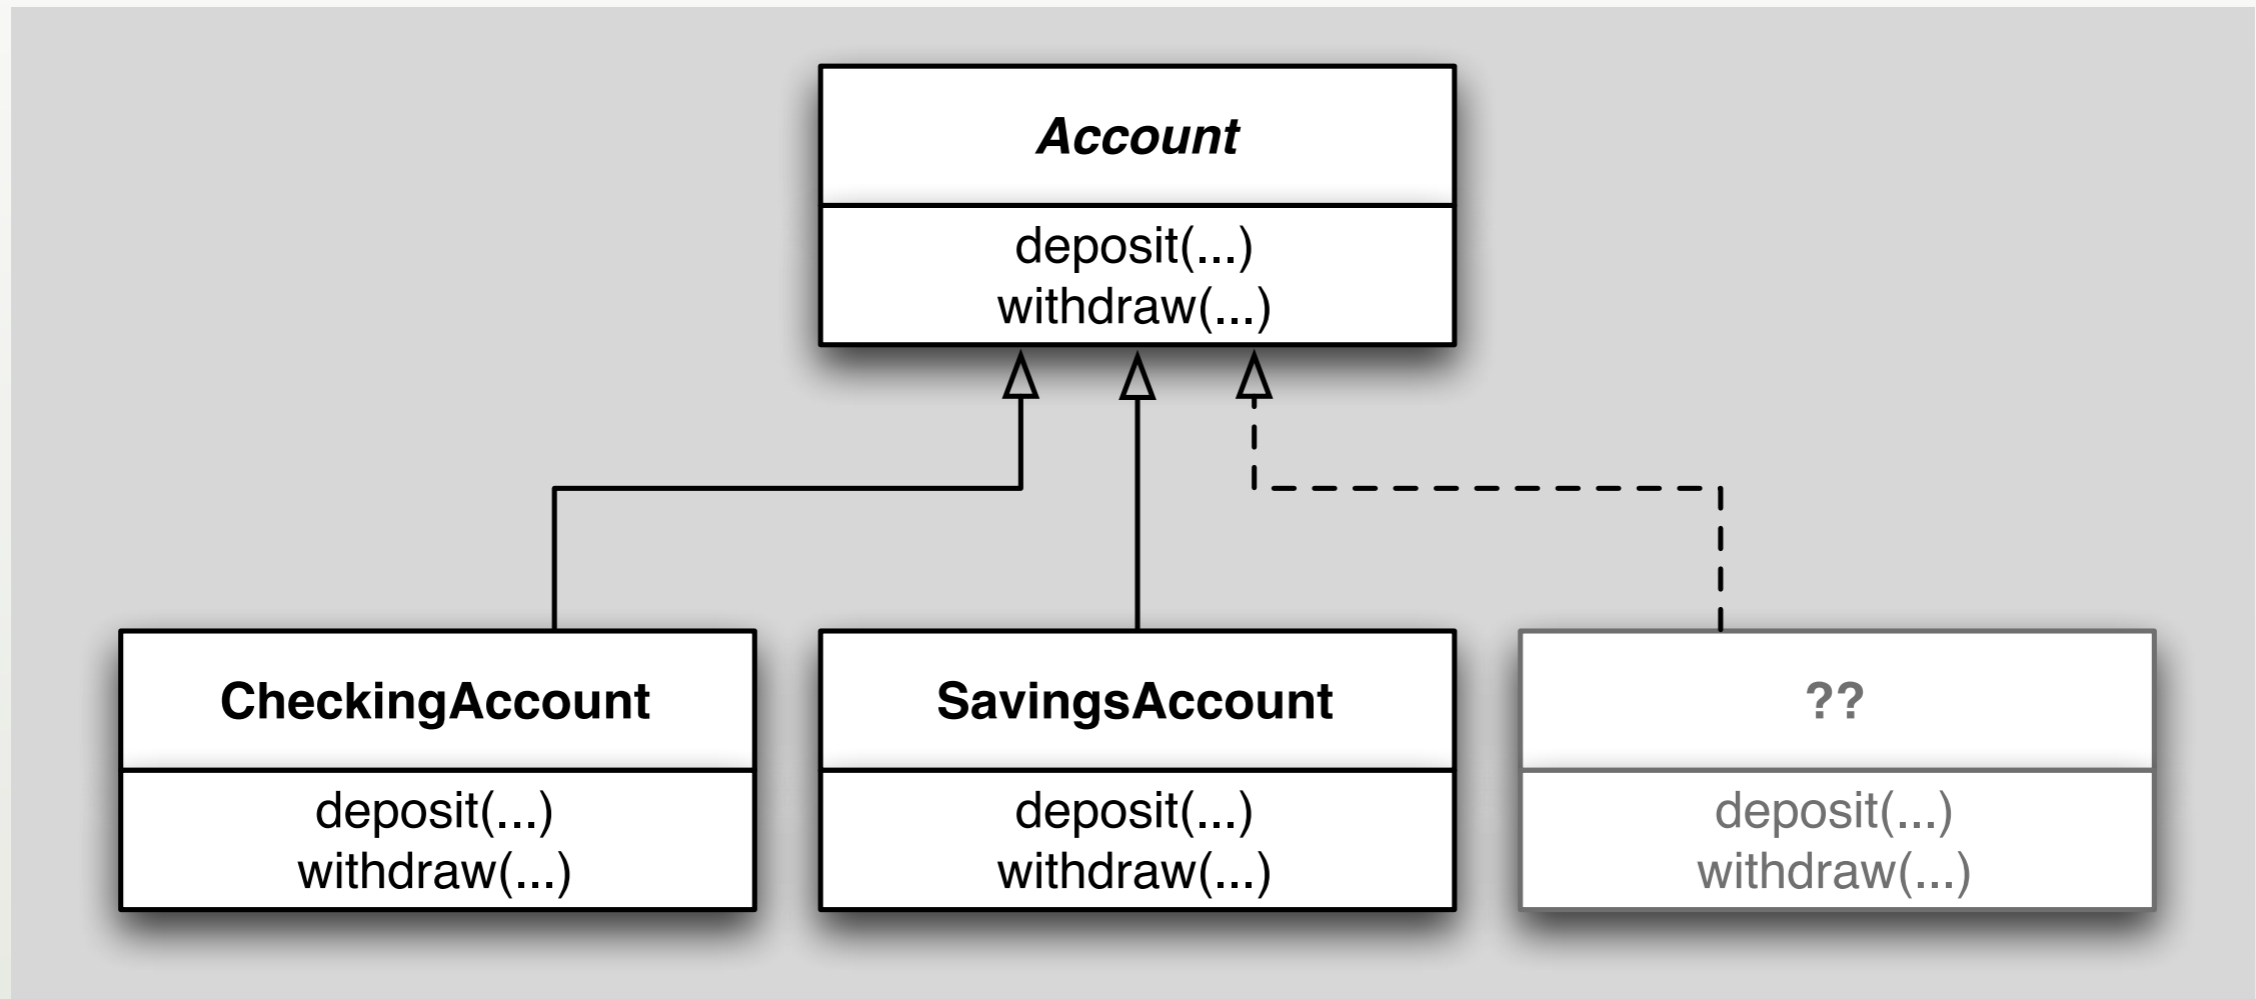 Account
deposit(...)
withdraw(...)
CheckingAccount
deposit(...)
withdraw(...)
SavingsAccount
deposit(...)
withdraw(...)
??
deposit(...)
withdraw(...)